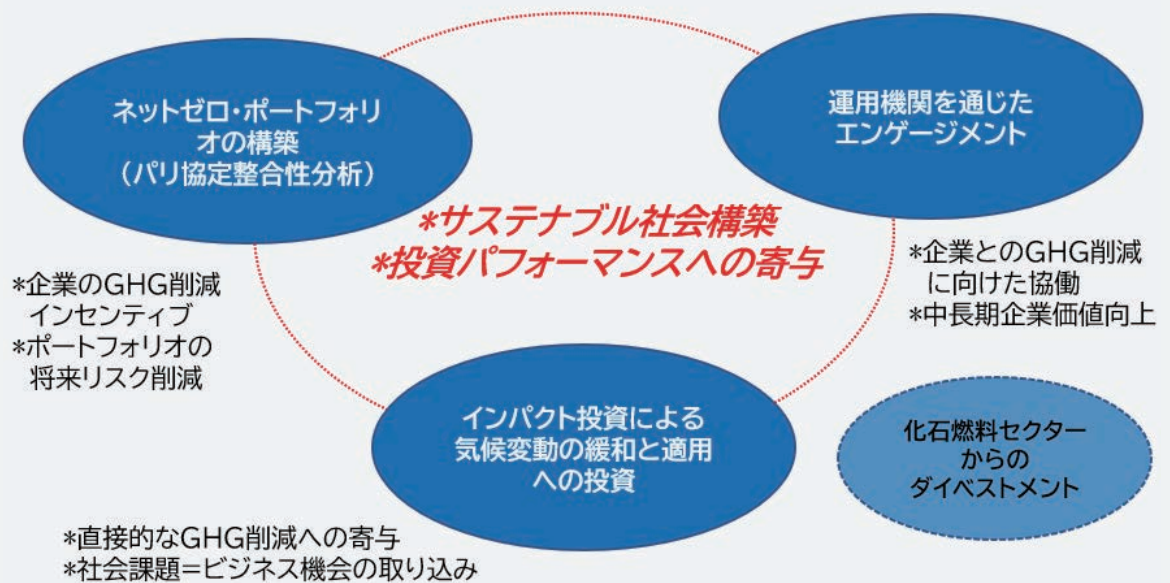 ネットゼロ・ポートフォリ
オの構築
(パリ協定整合性分析)
運用機関を通じた
エンゲージメント
*サステナブル社会構築
*投資パフォーマンスへの寄与
*企業のGHG削減
インセンティブ
*ポートフォリオの
将来リスク削減
*企業とのGHG削減
に向けた協働
*中長期企業価値向上
インパクト投資による
気候変動の緩和と適用
への投資
化石燃料セクター
からの
ダイベストメント
*直接的なGHG削減への寄与
*社会課題=ビジネス機会の取り込み